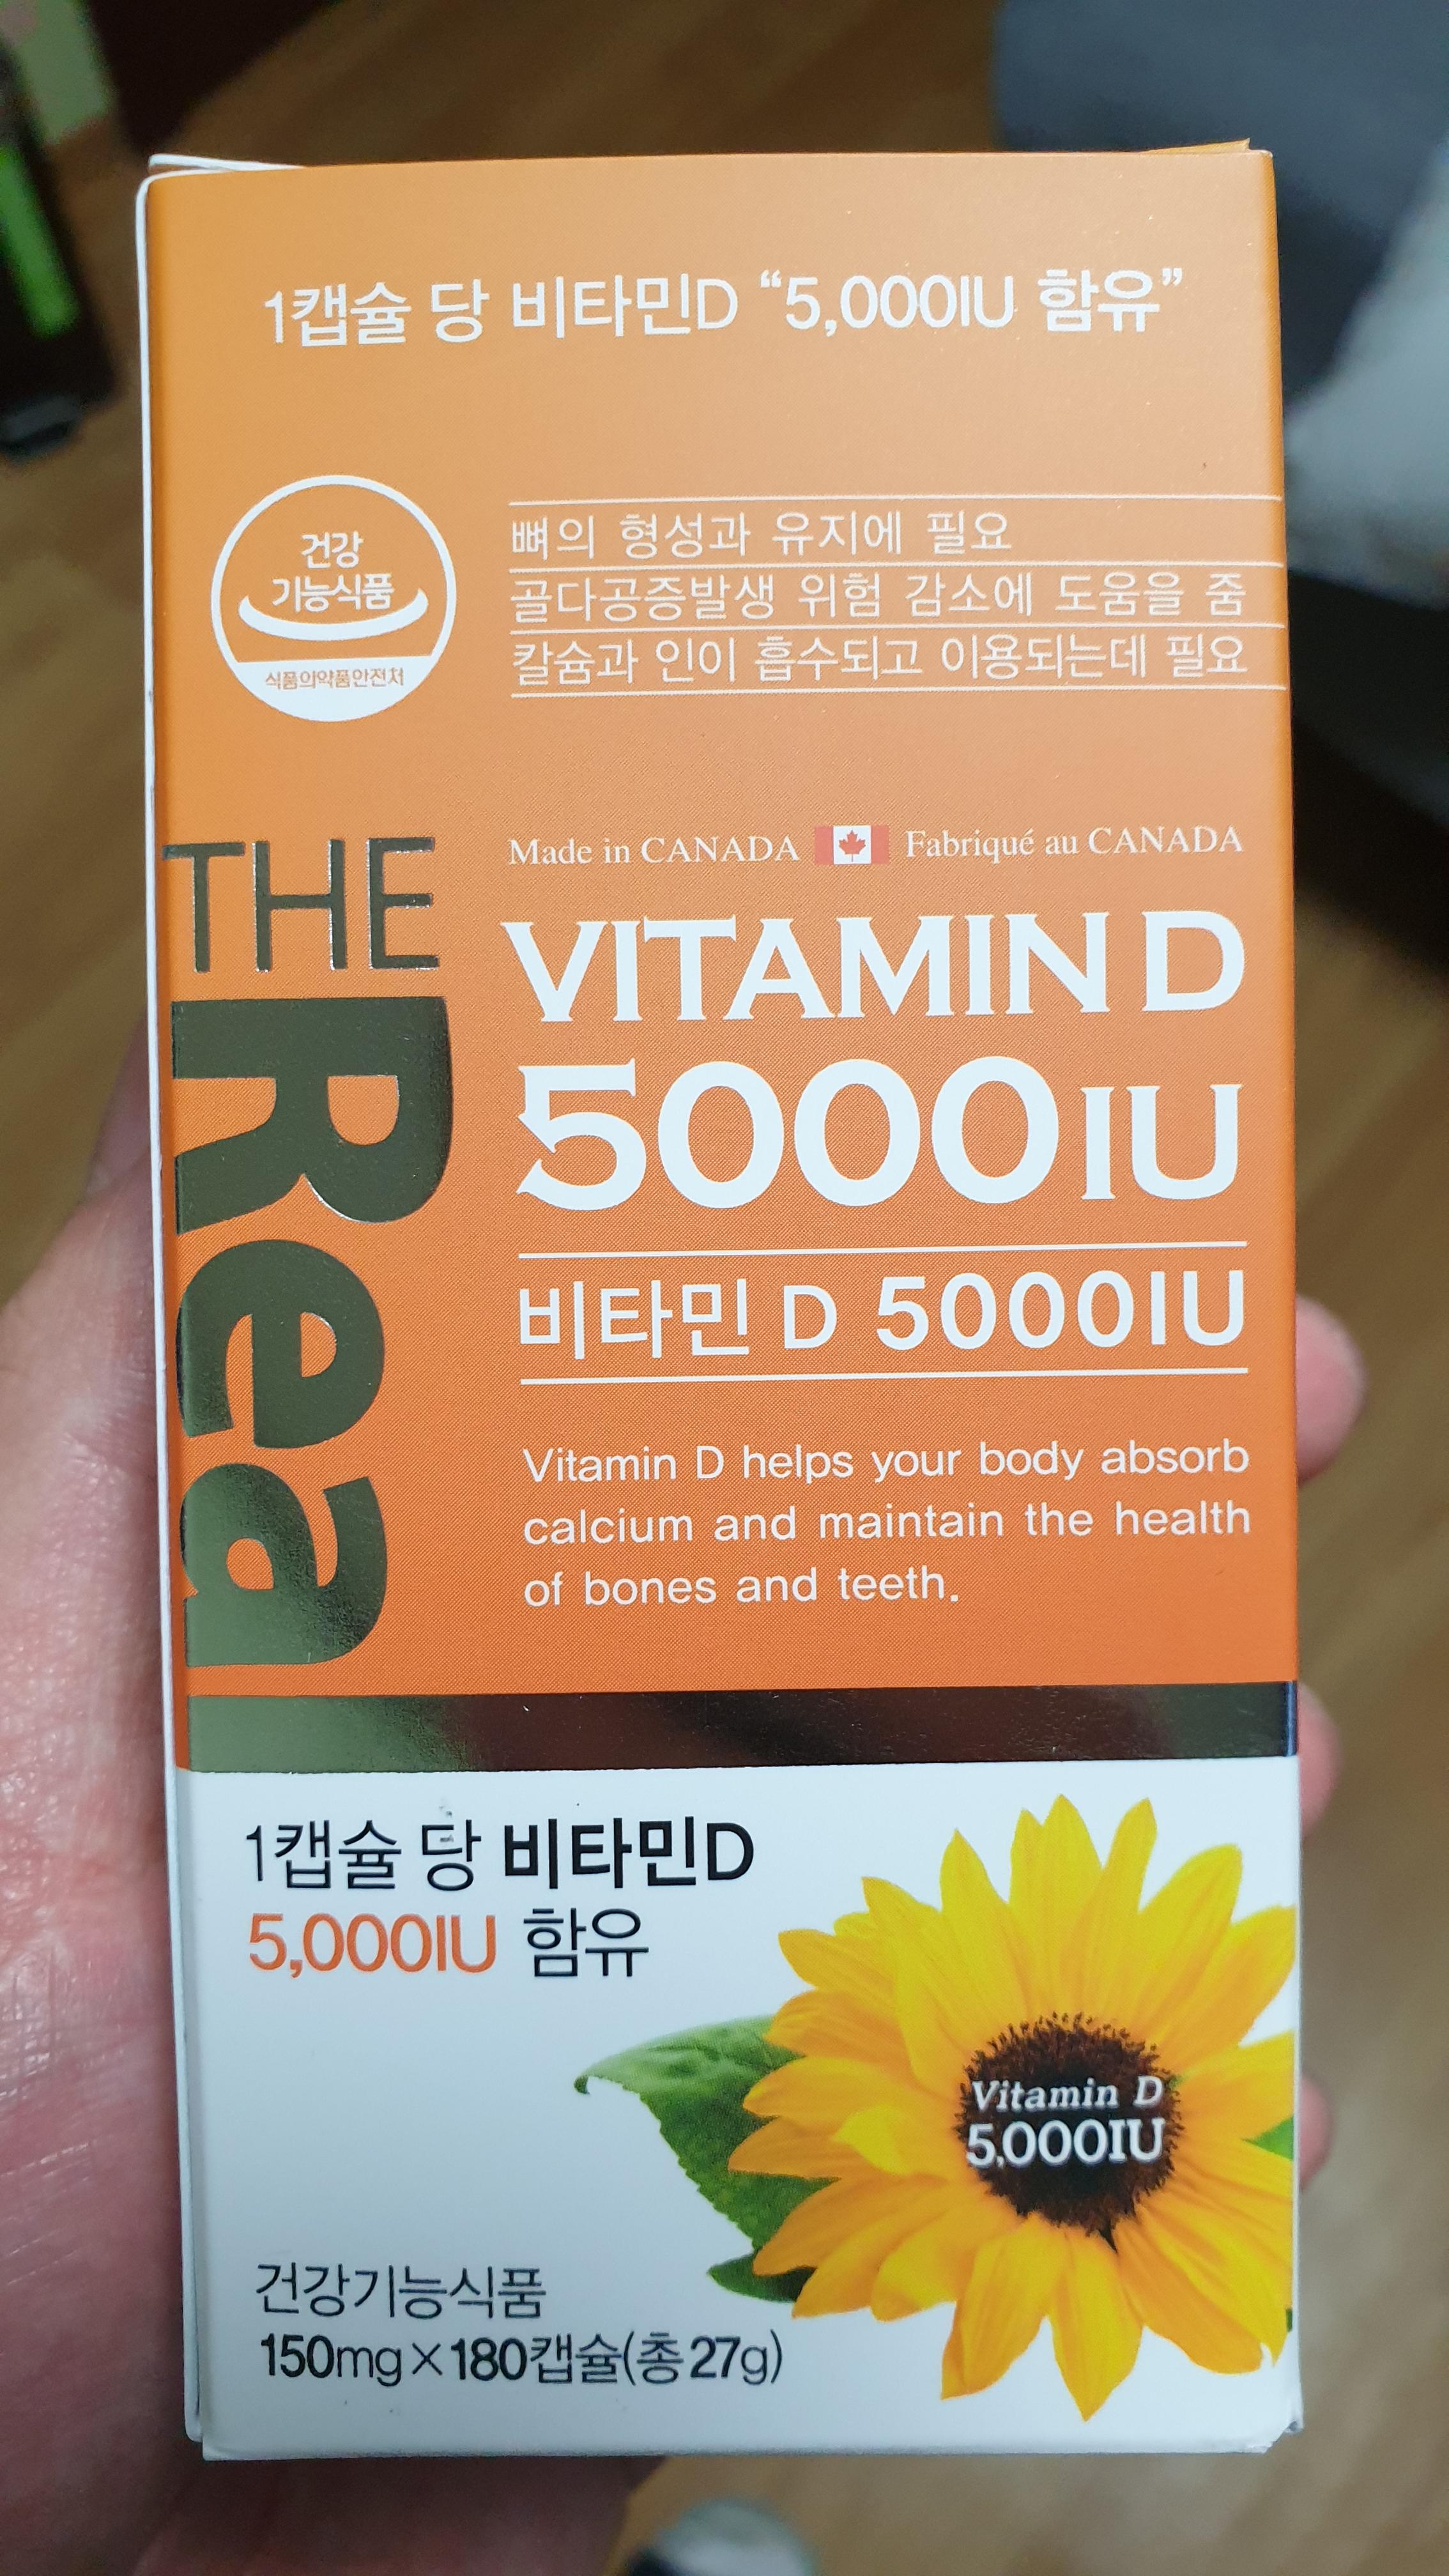 1캡슐 당 비타민D “5,000IU 함유”
건강
기능식품
식품의약품안전처
뼈의 형성과 유지에 필요
골다공증발생 위험 감소에 도움을 줌
칼슘과 인이 흡수되고 이용되는데 필요
Made in CANADA Fabriqué au CANADA
THE
Real
VITAMIN D
5000IU
비타민 D 5000IU
Vitamin D helps your body absorb
calcium and maintain the health
of bones and teeth.
1캡슐 당 비타민D
5,000IU 함유
Vitamin D
5,000IU
건강기능식품
150mg×180캡슐(총27g)